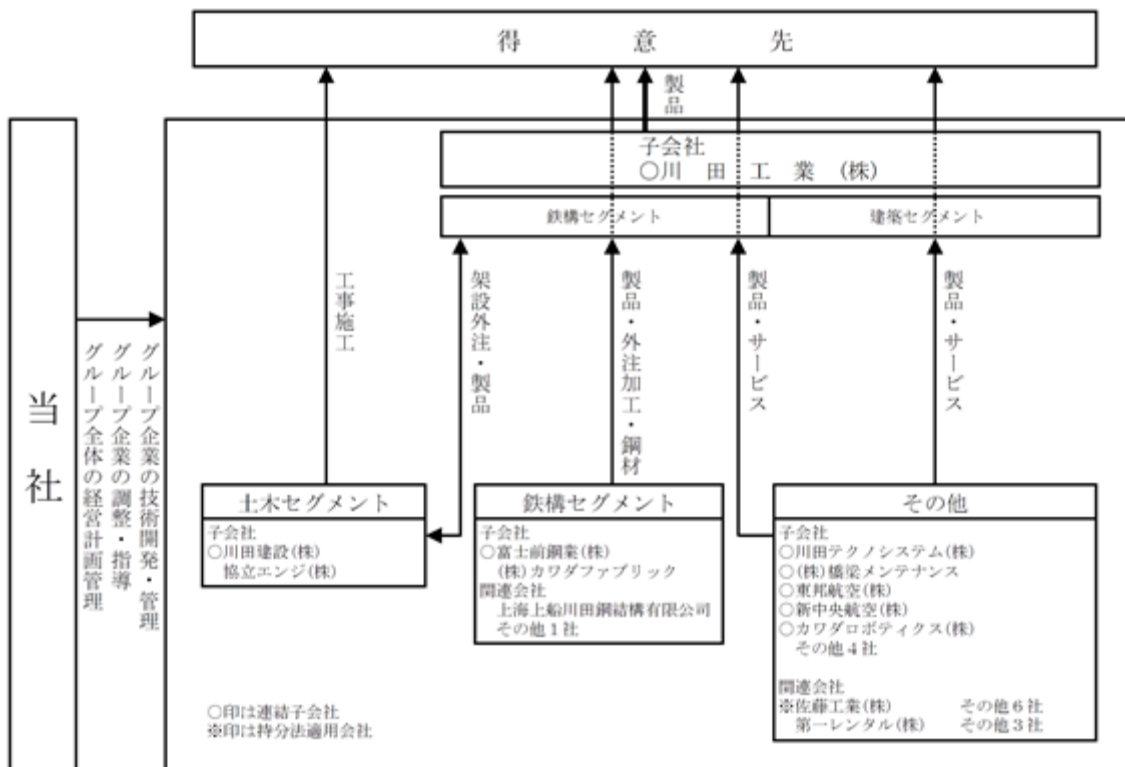 得意先
製品
子会社
○川田工業(株)
鉄構セグメント
建築セグメント
工事施工
架設外注・製品
製品・外注加工・鋼材
製品・サービス
製品・サービス
当社
グループ企業の技術開発・管理
グループ企業の調整・指導
グループ全体の経営計画管理
土木セグメント
子会社
○川田建設(株)
協立エンジ(株)
鉄構セグメント
子会社
○富士前鋼業(株)
(株)カワダファブリック
関連会社
上海上船川田鋼結構有限公司
その他1社
その他
子会社
○川田テクノシステム(株)
○(株)橋梁メンテナンス
○東邦航空(株)
○新中央航空(株)
○カワダロボティクス(株)
その他4社
関連会社
※佐藤工業(株) その他6社
第一レンタル(株) その他3社
○印は連結子会社
※印は持分法適用会社